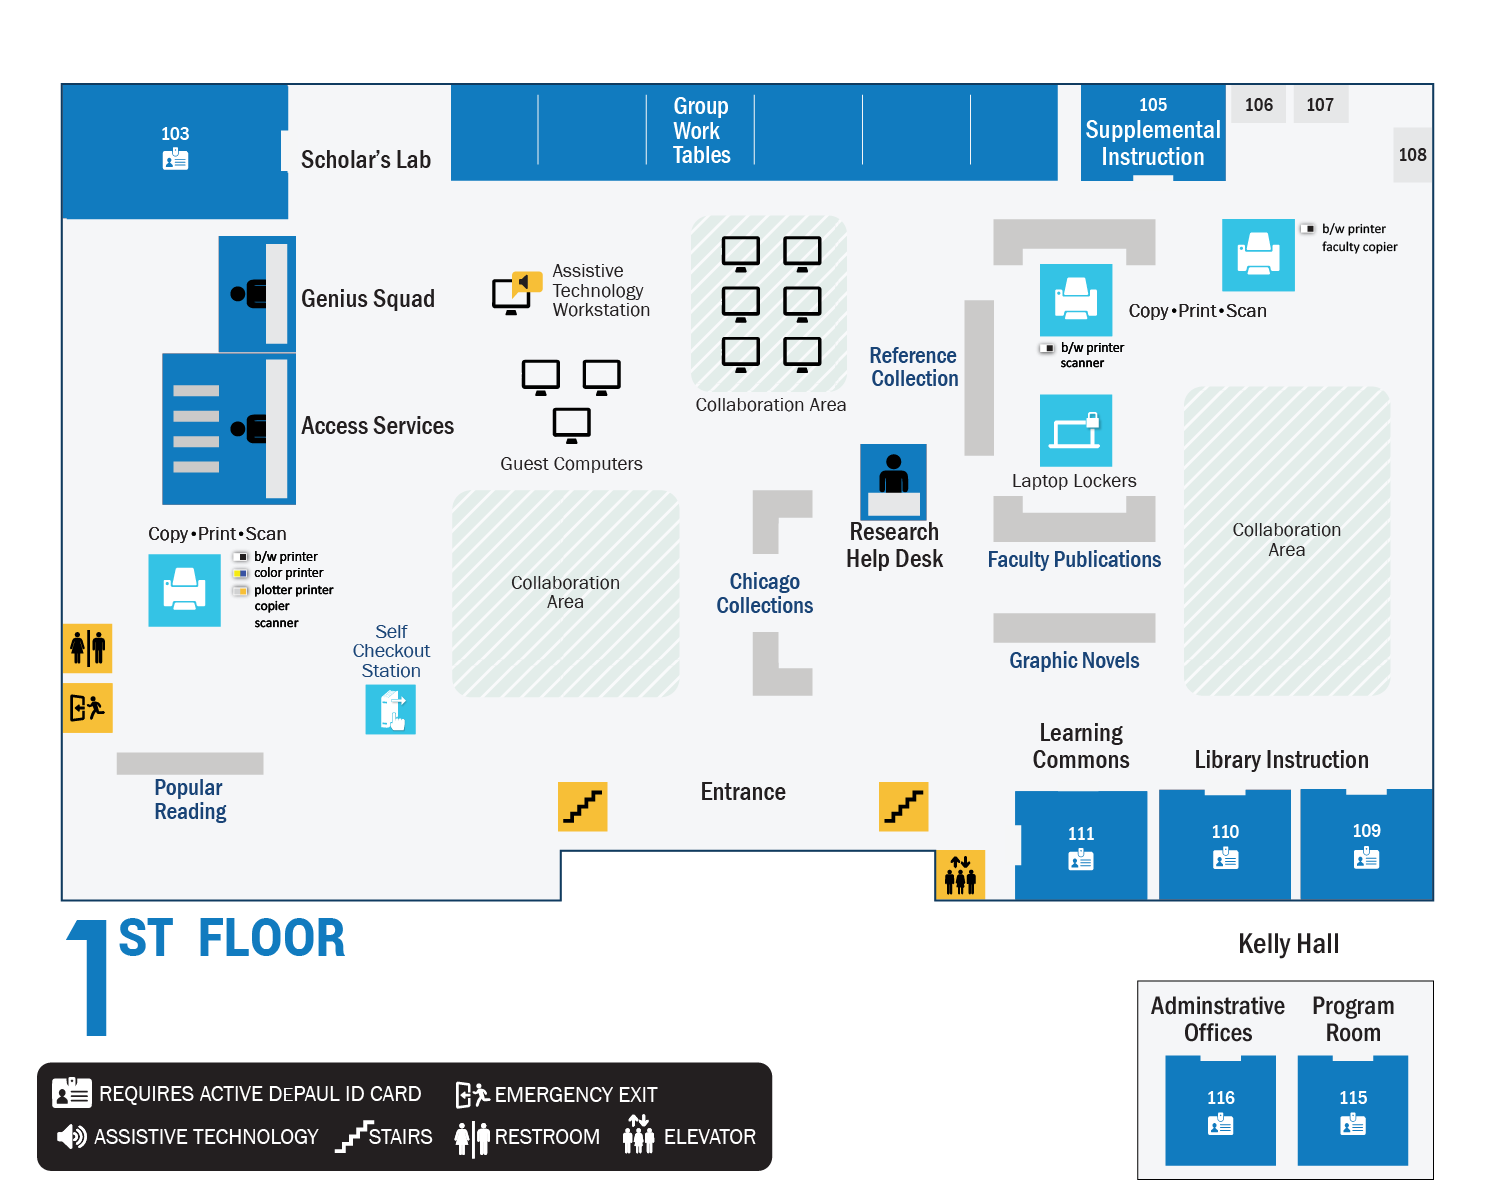 103
Scholar's Lab
Group
Work
Tables
105
Supplemental
Instruction
106
107
108
Genius Squad
Assistive
Technology
Workstation
b/w printer
faculty copier
Copy•Print•Scan
b/w printer
scanner
Reference
Collection
Collaboration Area
Access Services
Guest Computers
Laptop Lockers
Copy•Print•Scan
b/w printer
color printer
plotter printer
copier
scanner
Collaboration
Area
Research
Help Desk
Faculty Publications
Collaboration
Area
Chicago
Collections
Self
Checkout
Station
Graphic Novels
Popular
Reading
Entrance
Learning
Commons
Library Instruction
111
110
109
1ST FLOOR
Kelly Hall
Adminstrative
Offices
Program
Room
116
115
REQUIRES ACTIVE DEPAUL ID CARD
EMERGENCY EXIT
ASSISTIVE TECHNOLOGY
STAIRS
RESTROOM
ELEVATOR